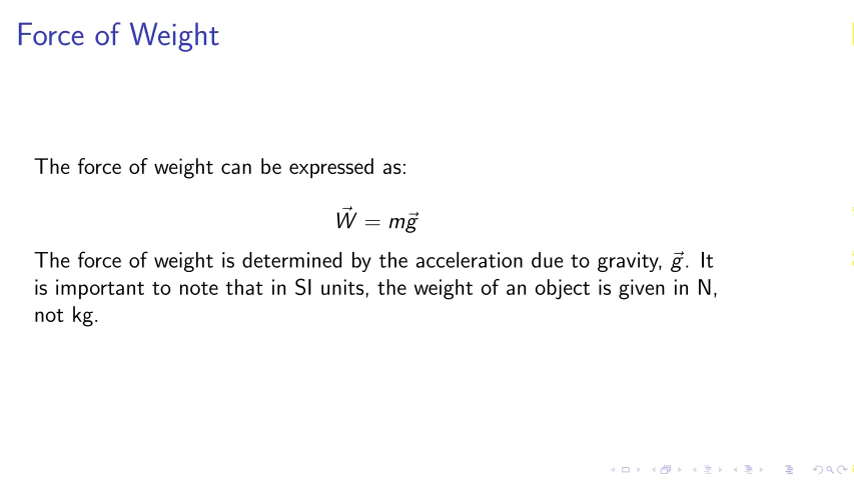 Force of Weight
The force of weight can be expressed as:
W⃗ = mg⃗
The force of weight is determined by the acceleration due to gravity, g⃗. It
is important to note that in SI units, the weight of an object is given in N,
not kg.